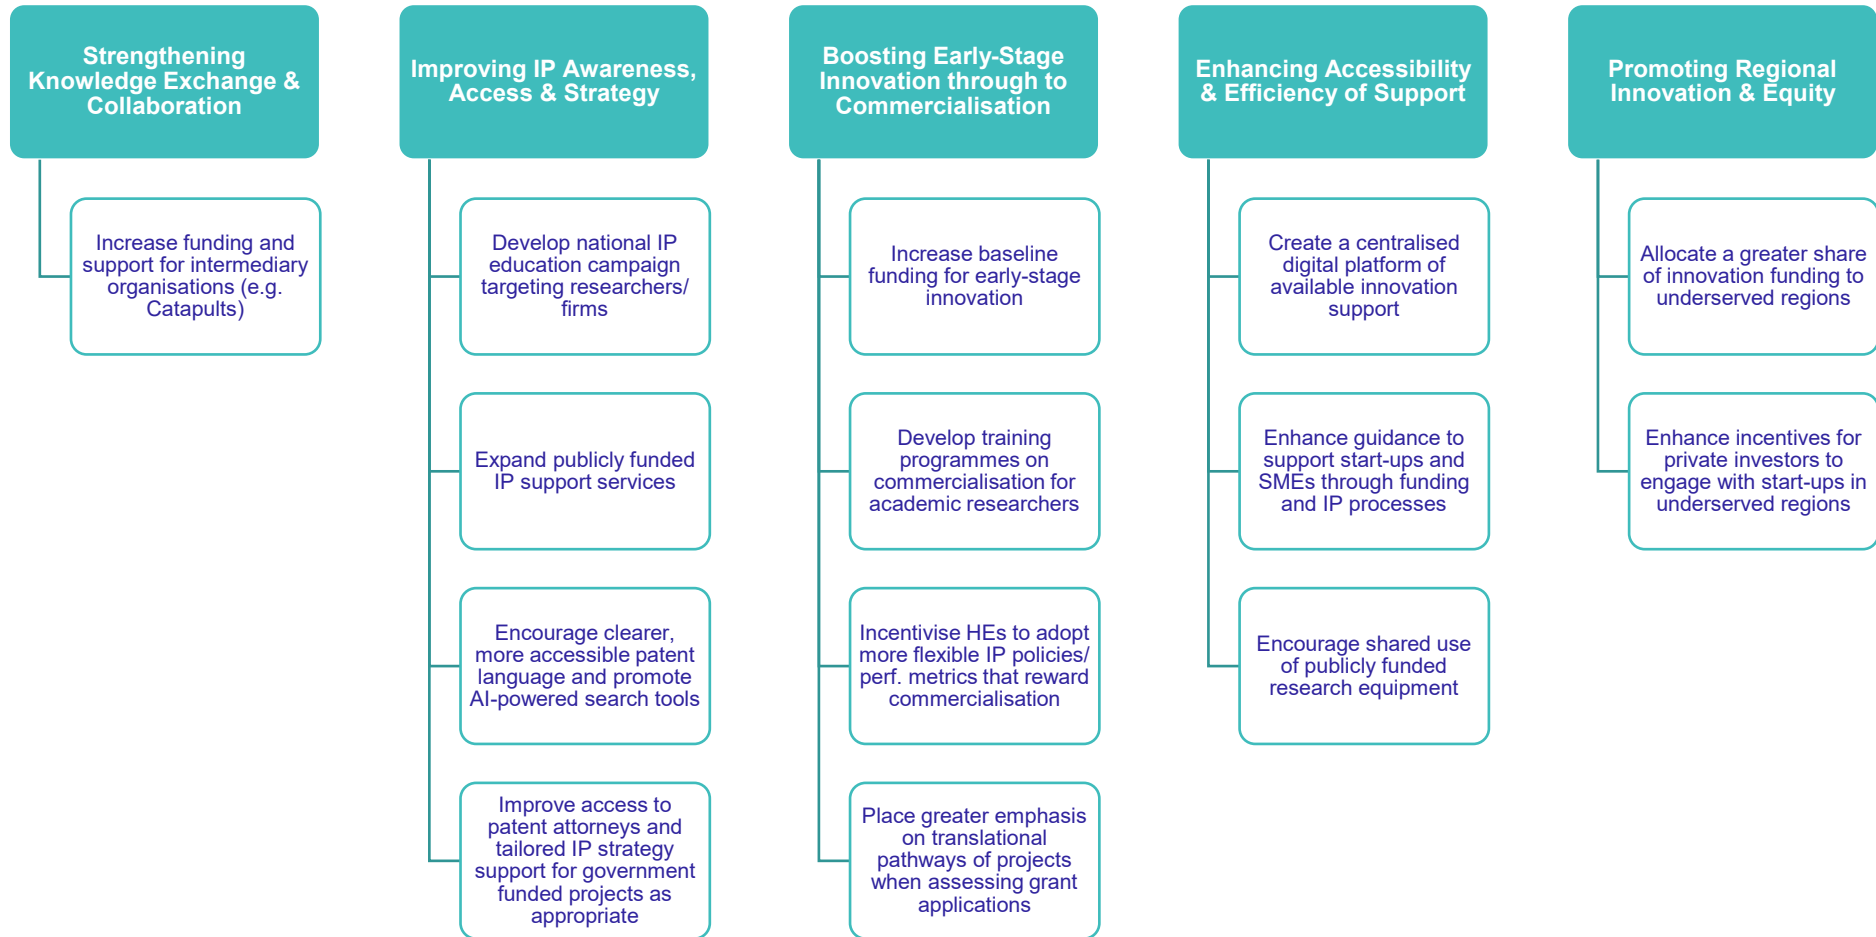 Strengthening
Knowledge Exchange &
Collaboration
Increase funding and
support for intermediary
organisations (e.g.
Catapults)
Improving IP Awareness,
Access & Strategy
Develop national IP
education campaign
targeting researchers/
firms
Expand publicly funded
IP support services
Encourage clearer,
more accessible patent
language and promote
AI-powered search tools
Improve access to
patent attorneys and
tailored IP strategy
support for government
funded projects as
appropriate
Boosting Early-Stage
Innovation through to
Commercialisation
Increase baseline
funding for early-stage
innovation
Develop training
programmes on
commercialisation for
academic researchers
Incentivise HEs to adopt
more flexible IP policies/
perf. metrics that reward
commercialisation
Place greater emphasis
on translational
pathways of projects
when assessing grant
applications
Enhancing Accessibility
& Efficiency of Support
Create a centralised
digital platform of
available innovation
support
Enhance guidance to
support start-ups and
SMEs through funding
and IP processes
Encourage shared use
of publicly funded
research equipment
Promoting Regional
Innovation & Equity
Allocate a greater share
of innovation funding to
underserved regions
Enhance incentives for
private investors to
engage with start-ups in
underserved regions